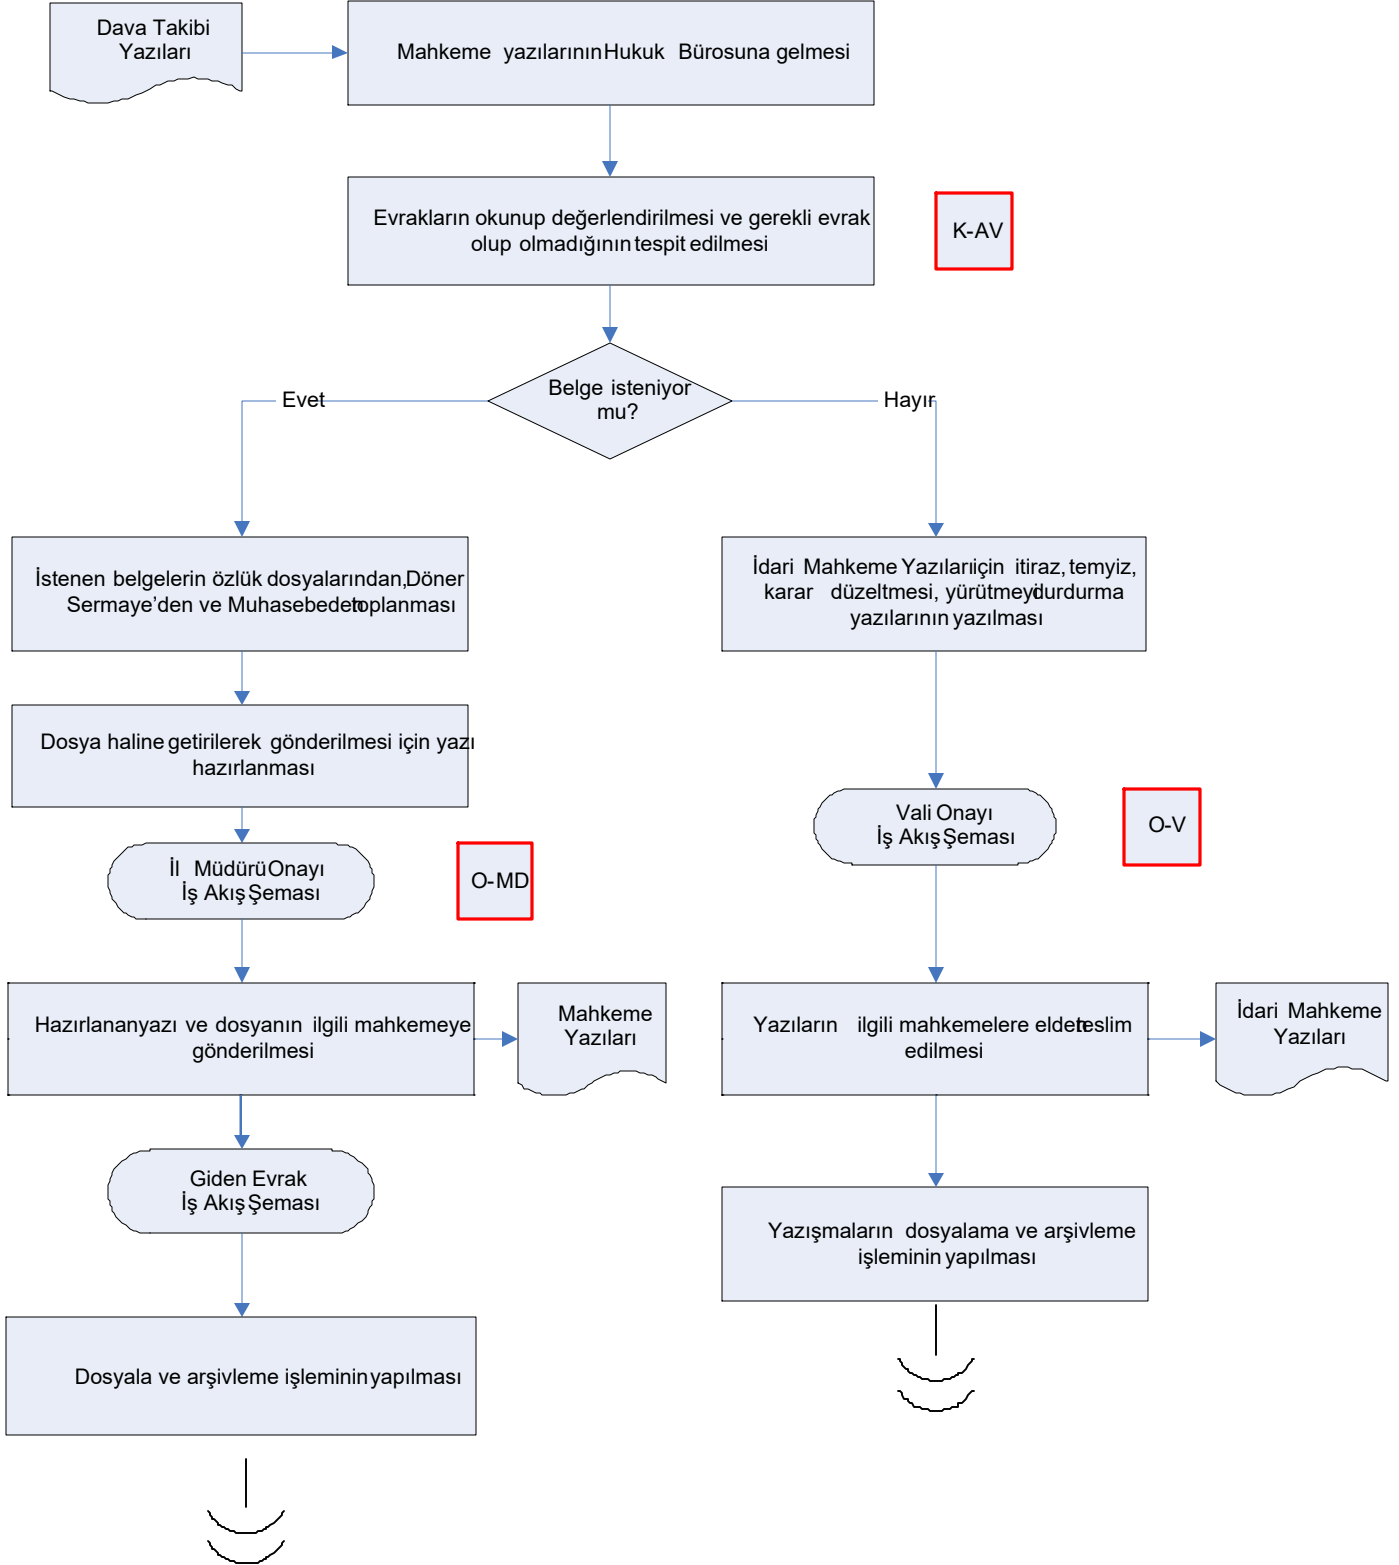 Dava Takibi
Yazıları
Mahkeme yazılarının Hukuk Bürosuna gelmesi
Evrakların okunup değerlendirilmesi ve gerekli evrak
olup olmadığının tespit edilmesi
K-AV
Belge isteniyor
mu?
Evet
Hayır
İstenen belgelerin özlük dosyalarından, Döner
Sermaye’den ve Muhasebeden toplanması
İdari Mahkeme Yazıları için itiraz, temyiz,
karar düzeltmesi, yürütmeyi durdurma
yazılarının yazılması
Dosya haline getirilerek gönderilmesi için yazı
hazırlanması
Vali Onayı
İş Akış Şeması
O-V
İl Müdürü Onayı
İş Akış Şeması
O-MD
Hazırlanan yazı ve dosyanın ilgili mahkemeye
gönderilmesi
Mahkeme
Yazıları
Yazıların ilgili mahkemelere elden teslim
edilmesi
İdari Mahkeme
Yazıları
Giden Evrak
İş Akış Şeması
Yazışmaların dosyalama ve arşivleme
işleminin yapılması
Dosyala ve arşivleme işleminin yapılması